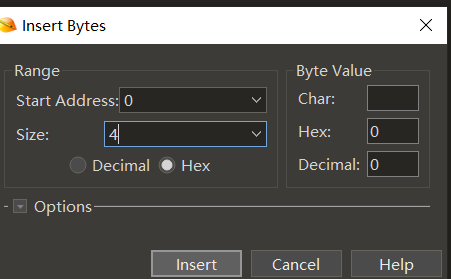 Insert Bytes
Range
Start Address: 0
Size: 4
Decimal Hex
Byte Value
Char:
Hex: 0
Decimal: 0
Options
Insert Cancel Help